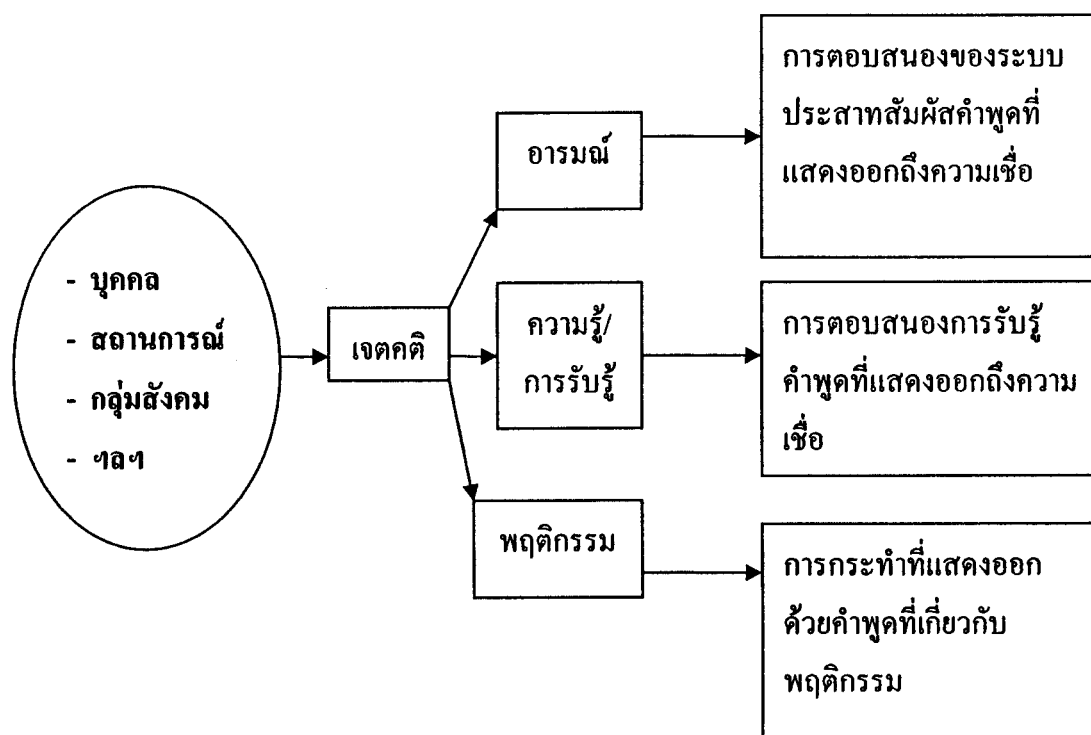 - บุคคล
- สถานการณ์
- กลุ่มสังคม
- ฯลฯ
เจตคติ
อารมณ์
ความรู้/
การรับรู้
พฤติกรรม
การตอบสนองของระบบ
ประสาทสัมผัสคำพูดที่
แสดงออกถึงความเชื่อ
การตอบสนองการรับรู้
คำพูดที่แสดงออกถึงความ
เชื่อ
การกระทำที่แสดงออก
ด้วยคำพูดที่เกี่ยวกับ
พฤติกรรม